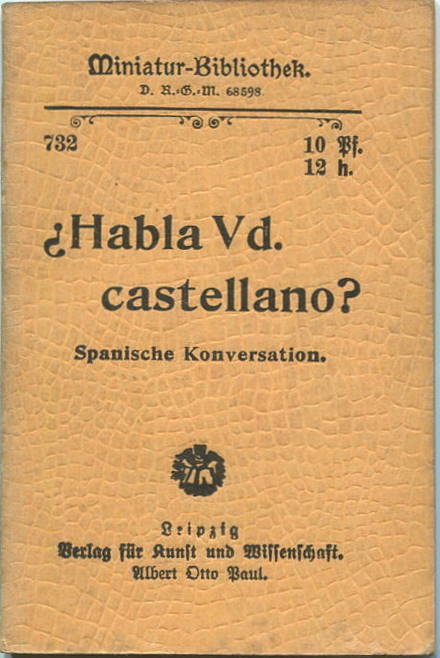 Miniatur-Bibliothek.
D. R.-G.-M. 68598.
732
10 Pf.
12 h.
¿Habla Vd.
castellano?
Spanische Konversation.
Leipzig
Verlag für Kunst und Wissenschaft.
Albert Otto Paul.